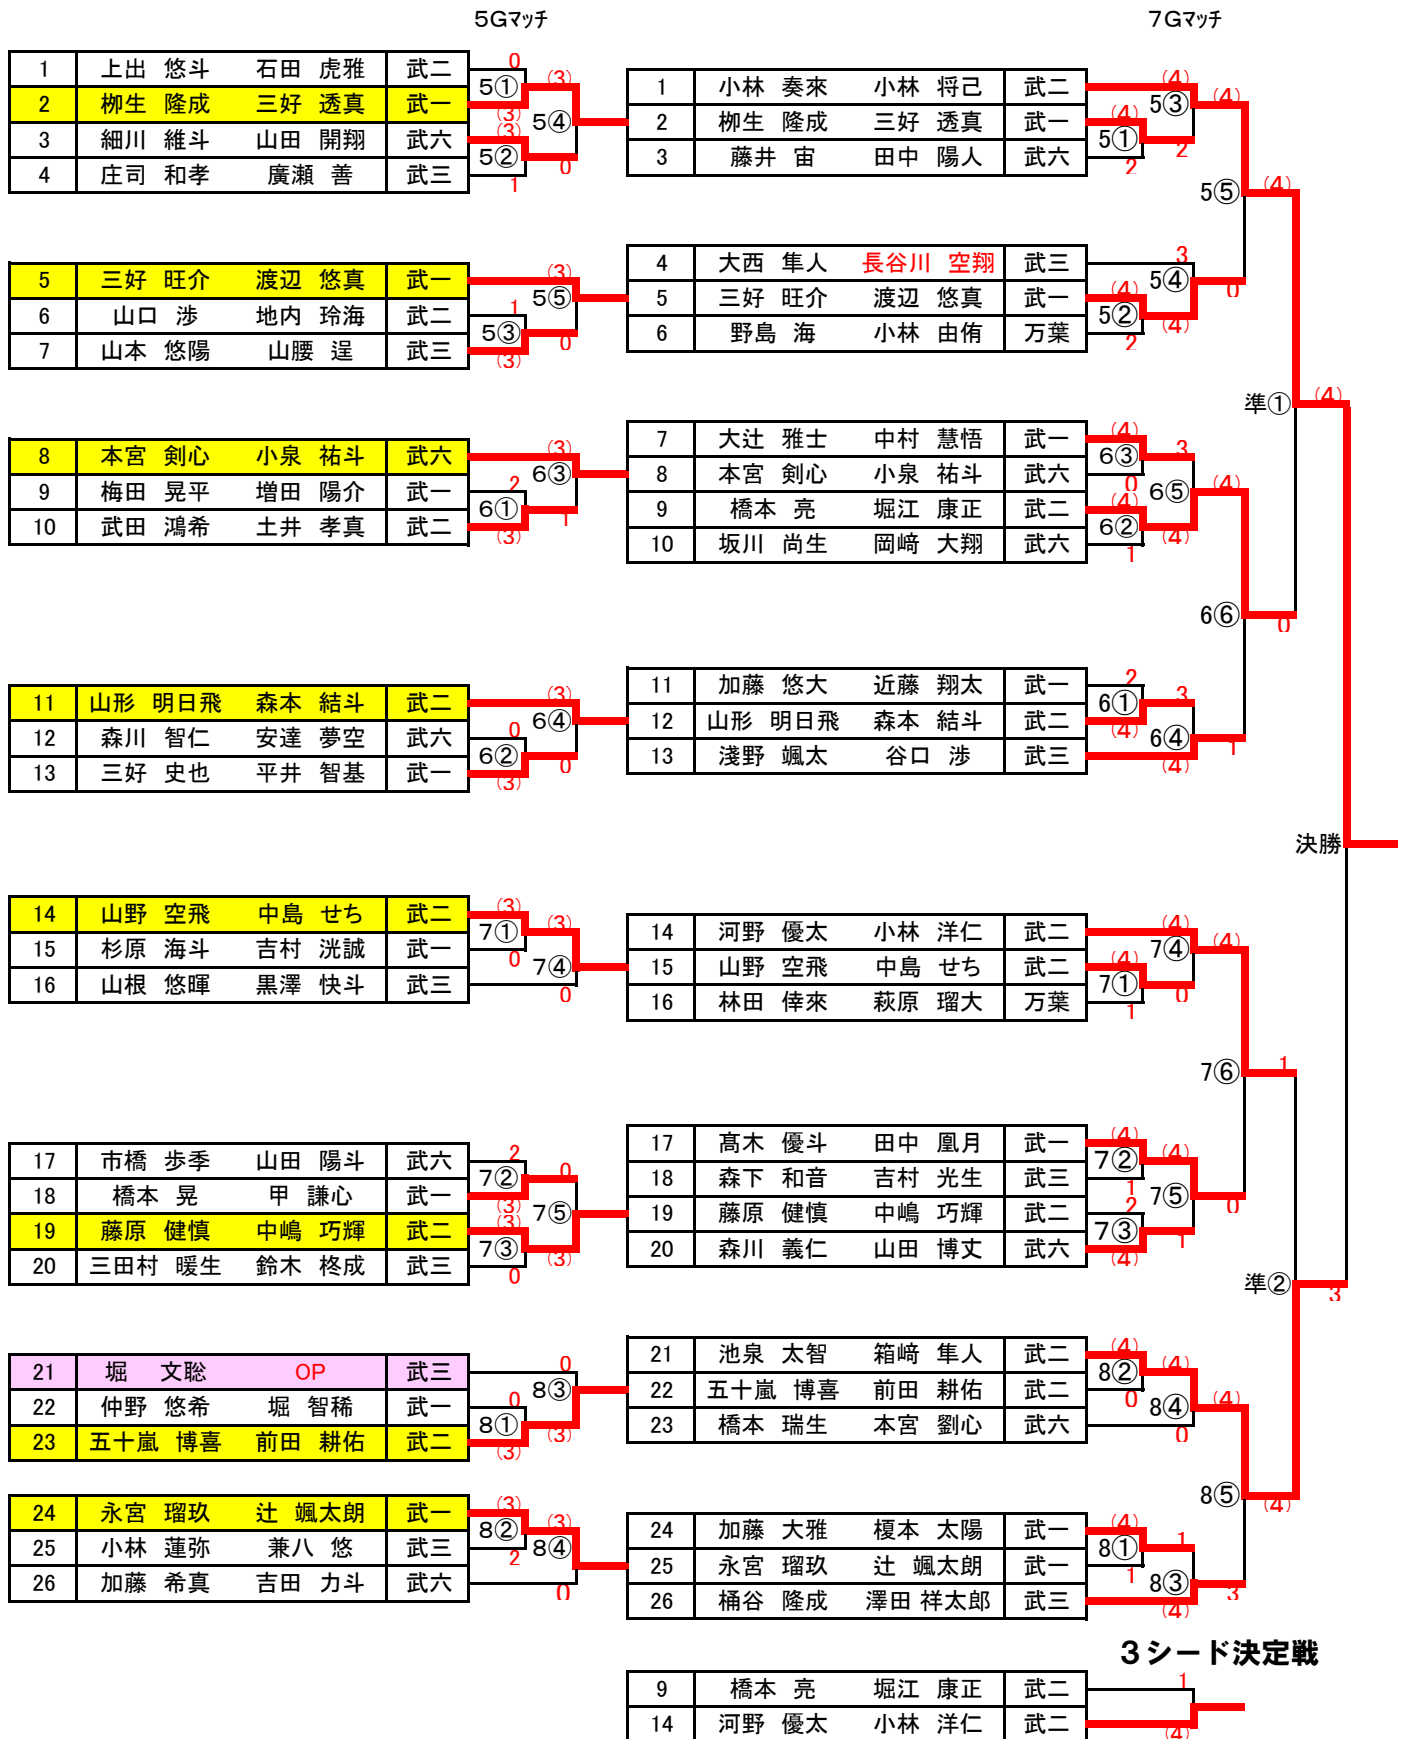 5Gマッチ
7Gマッチ
1 上出 悠斗 石田 虎雅 武二
2 柳生 隆成 三好 透真 武一
3 細川 維斗 山田 開翔 武六
4 庄司 和孝 廣瀬 善 武三
0 5① (3) (3) (3) 5② 1 (3) 5④ 0
5 三好 旺介 渡辺 悠真 武一
6 山口 渉 地内 玲海 武二
7 山本 悠陽 山腰 逞 武三
(3) 5⑤ 1 5③ (3) 0
8 本宮 剣心 小泉 祐斗 武六
9 梅田 晃平 増田 陽介 武一
10 武田 鴻希 土井 孝真 武二
(3) 6③ 2 6① (3) 1
11 山形 明日飛 森本 結斗 武二
12 森川 智仁 安達 夢空 武六
13 三好 史也 平井 智基 武一
(3) 6④ 0 6② (3) 0
14 山野 空飛 中島 せち 武二
15 杉原 海斗 吉村 洸誠 武一
16 山根 悠暉 黒澤 快斗 武三
(3) 7① 0 (3) 7④ 0
17 市橋 歩季 山田 陽斗 武六
18 橋本 晃 甲 謙心 武一
19 藤原 健慎 中嶋 巧輝 武二
20 三田村 暖生 鈴木 柊成 武三
2 7② (3) (3) 7③ 0 0 7⑤ (3)
21 堀 文聡 OP 武三
22 仲野 悠希 堀 智稀 武一
23 五十嵐 博喜 前田 耕佑 武二
0 8③ 0 8① (3) (3)
24 永宮 瑠玖 辻 颯太朗 武一
25 小林 蓮弥 兼八 悠 武三
26 加藤 希真 吉田 力斗 武六
(3) 8② 2 (3) 8④ 0
1 小林 奏來 小林 将己 武二
2 柳生 隆成 三好 透真 武一
3 藤井 宙 田中 陽人 武六
(4) 5③ (4) 5① 2 2 (4)
4 大西 隼人 長谷川 空翔 武三
5 三好 旺介 渡辺 悠真 武一
6 野島 海 小林 由侑 万葉
3 5④ (4) 5② 2 (4) 0
5⑤ (4)
7 大辻 雅士 中村 慧悟 武一
8 本宮 剣心 小泉 祐斗 武六
9 橋本 亮 堀江 康正 武二
10 坂川 尚生 岡﨑 大翔 武六
(4) 6③ 0 3 6⑤ (4) 6② 1 (4) (4)
11 加藤 悠大 近藤 翔太 武一
12 山形 明日飛 森本 結斗 武二
13 淺野 颯太 谷口 渉 武三
2 6① (4) 3 6④ (4) 1
6⑥ 0
準① (4)
決勝
14 河野 優太 小林 洋仁 武二
15 山野 空飛 中島 せち 武二
16 林田 倖來 萩原 瑠大 万葉
(4) 7④ (4) 7① 1 0 (4)
7⑥ 1
17 髙木 優斗 田中 凰月 武一
18 森下 和音 吉村 光生 武三
19 藤原 健慎 中嶋 巧輝 武二
20 森川 義仁 山田 博丈 武六
(4) 7② 1 (4) 7⑤ 2 7③ (4) 1 0
準② 3
21 池泉 太智 箱﨑 隼人 武二
22 五十嵐 博喜 前田 耕佑 武二
23 橋本 瑞生 本宮 劉心 武六
(4) 8② 0 (4) 8④ 0 (4)
8⑤ (4)
24 加藤 大雅 榎本 太陽 武一
25 永宮 瑠玖 辻 颯太朗 武一
26 桶谷 隆成 澤田 祥太郎 武三
(4) 8① 1 1 8③ (4) 3
3シード決定戦
9 橋本 亮 堀江 康正 武二 1
14 河野 優太 小林 洋仁 武二 (4)